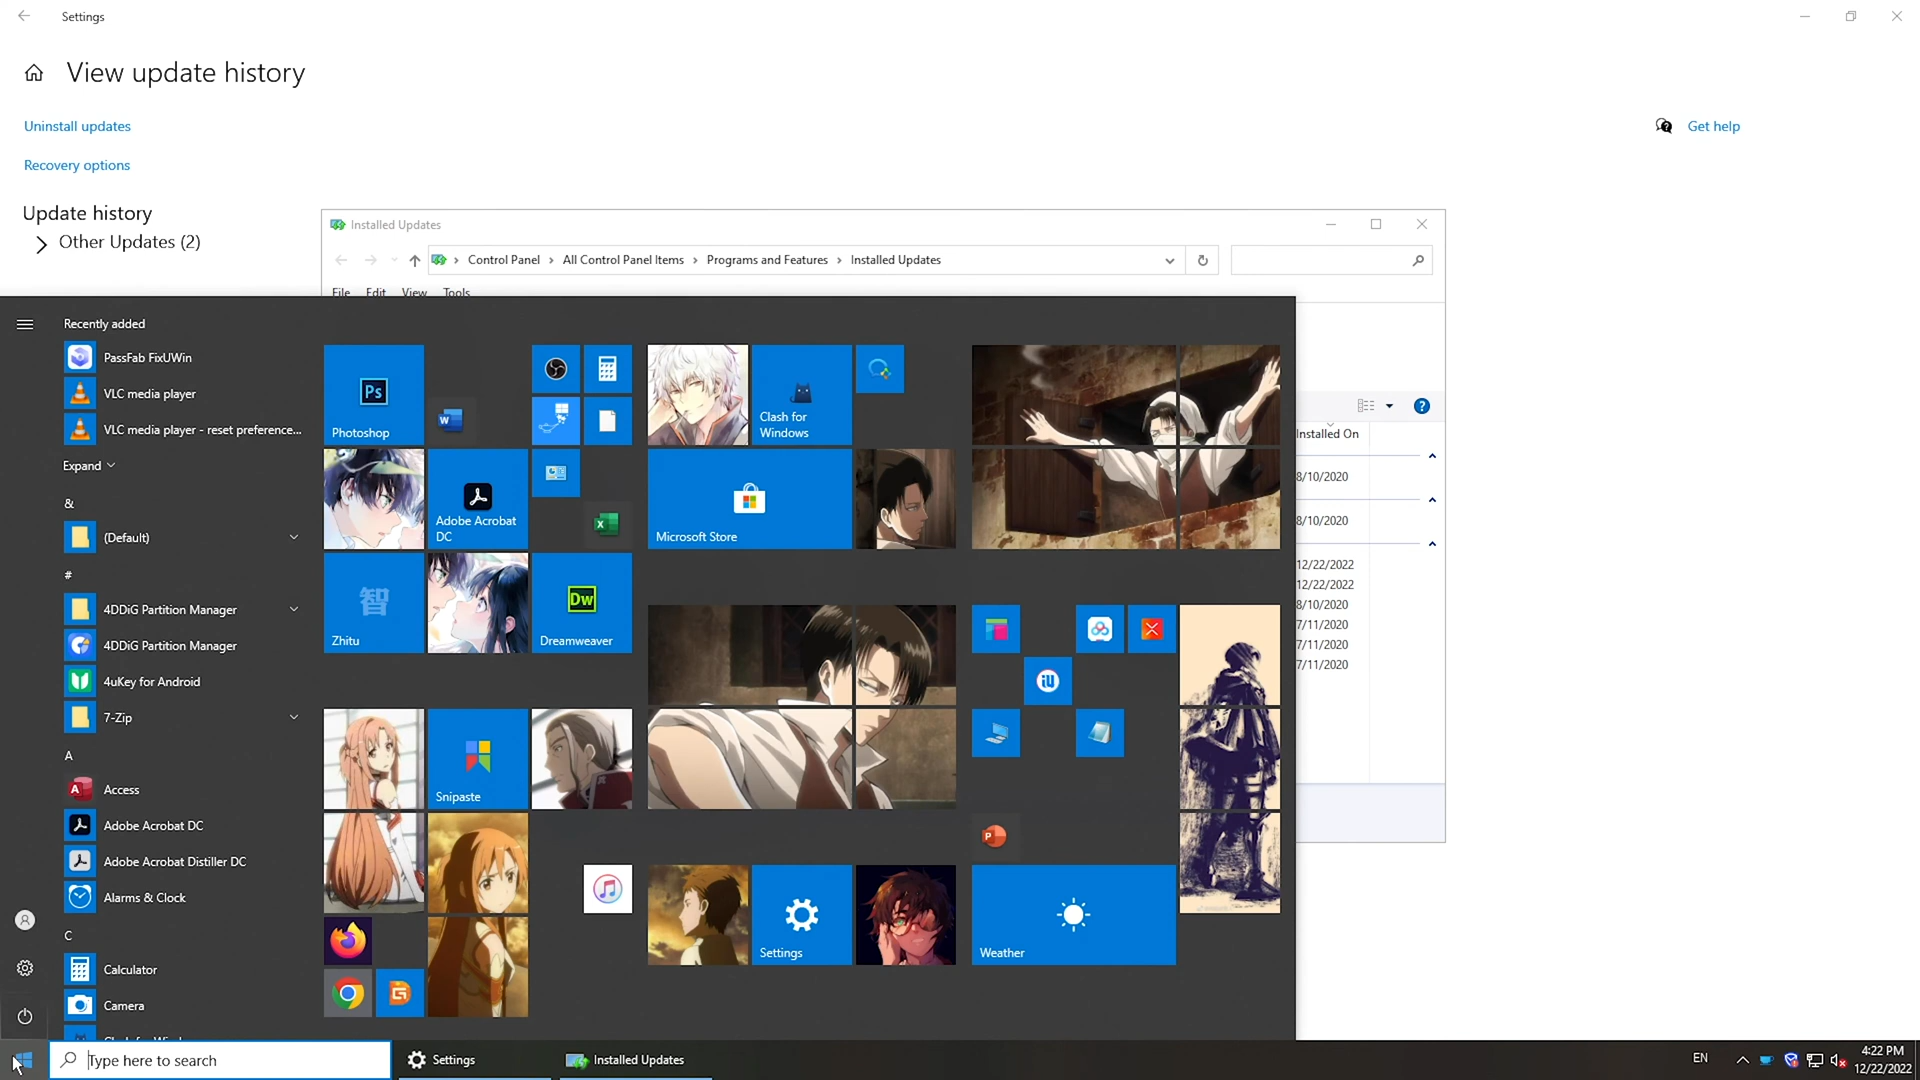 Settings
View update history
Uninstall updates
Get help
Recovery options
Update history
Other Updates (2)
Installed Updates
Control Panel > All Control Panel Items > Programs and Features > Installed Updates
File Edit View Tools
Installed On
8/10/2020
8/10/2020
12/22/2022
12/22/2022
8/10/2020
7/11/2020
7/11/2020
7/11/2020
Recently added
PassFab FixUWin
VLC media player
VLC media player - reset preference...
Expand
&
(Default)
#
4DDiG Partition Manager
4DDiG Partition Manager
4uKey for Android
7-Zip
A
Access
Adobe Acrobat DC
Adobe Acrobat Distiller DC
Alarms & Clock
C
Calculator
Camera
Ps
Photoshop
Clash for
Windows
Adobe Acrobat
DC
Microsoft Store
智
Zhitu
Dw
Dreamweaver
Snipaste
Settings
Weather
Type here to search
Settings
Installed Updates
EN
4:22 PM
12/22/2022